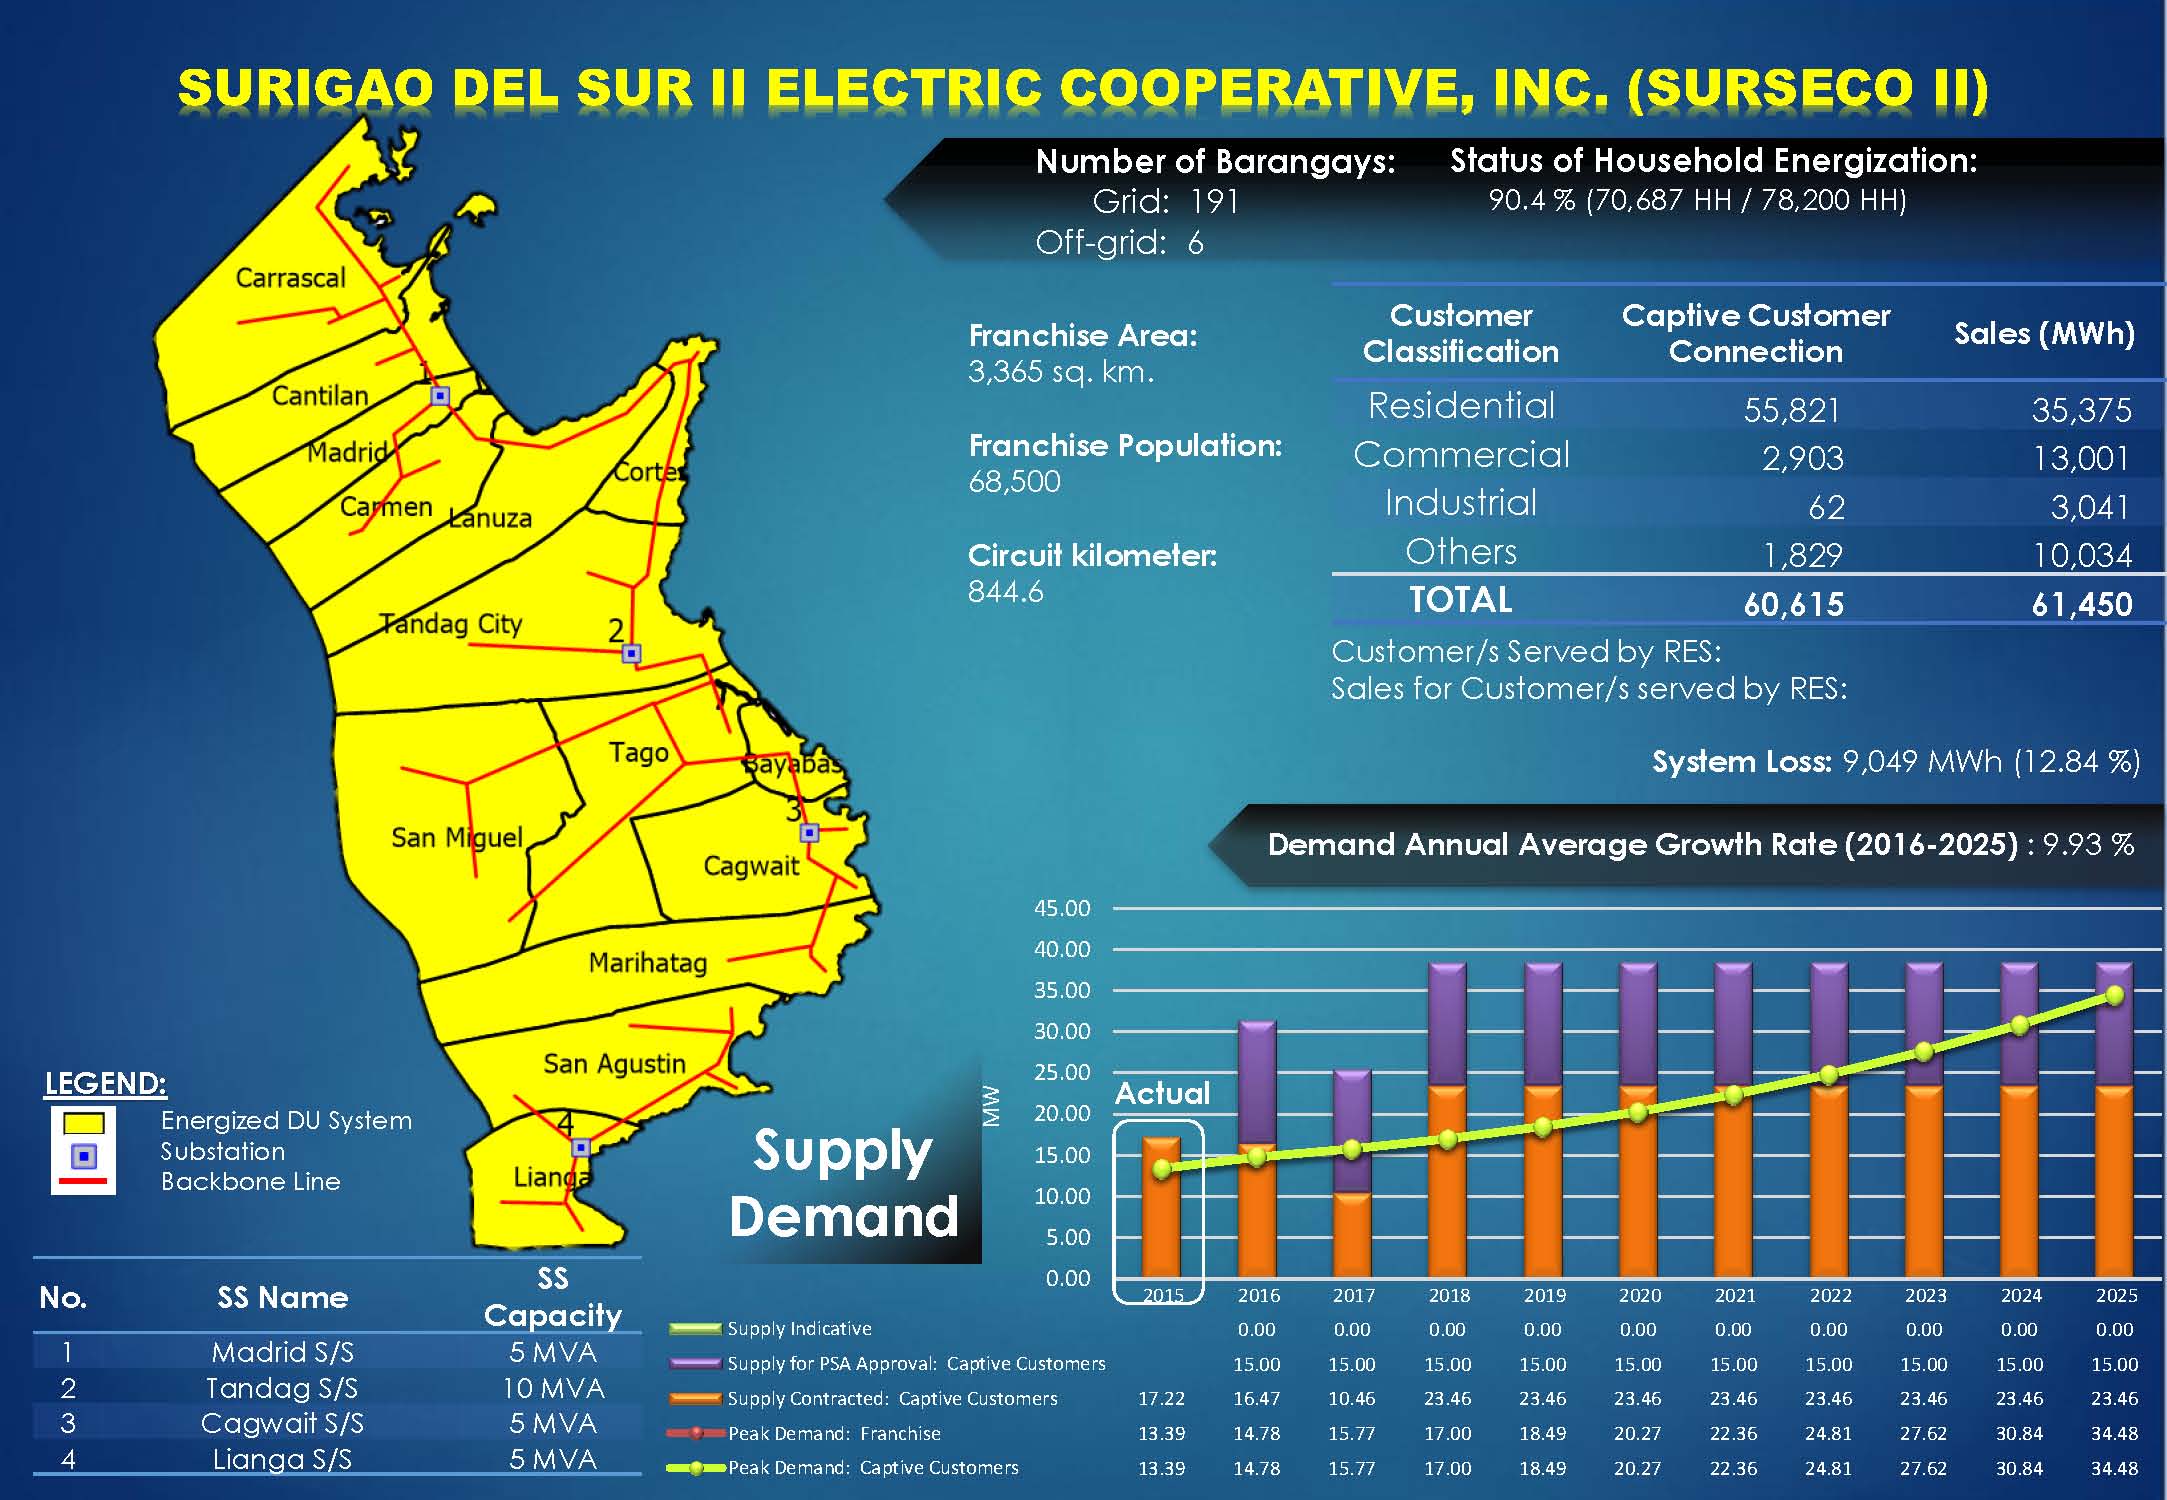 SURIGAO DEL SUR II ELECTRIC COOPERATIVE, INC. (SURSECO II)
Number of Barangays:
Grid: 191
Off-grid: 6
Status of Household Energization:
90.4 % (70,687 HH / 78,200 HH)
Carrascal
Cantilan
1
Madrid
Carmen
Lanuza
Cortes
Tandag City
2
Tago
Bayabas
San Miguel
3
Cagwait
Marihatag
San Agustin
4
Lianga
Franchise Area:
3,365 sq. km.
Franchise Population:
68,500
Circuit kilometer:
844.6
Customer Classification Captive Customer Connection Sales (MWh)
Residential 55,821 35,375
Commercial 2,903 13,001
Industrial 62 3,041
Others 1,829 10,034
TOTAL 60,615 61,450
Customer/s Served by RES:
Sales for Customer/s served by RES:
System Loss: 9,049 MWh (12.84 %)
Demand Annual Average Growth Rate (2016-2025) : 9.93 %
LEGEND:
Energized DU System
Substation
Backbone Line
No. SS Name SS Capacity
1 Madrid S/S 5 MVA
2 Tandag S/S 10 MVA
3 Cagwait S/S 5 MVA
4 Lianga S/S 5 MVA
Supply
Demand
MW
45.00
40.00
35.00
30.00
25.00
20.00
15.00
10.00
5.00
0.00
Actual
2015 2016 2017 2018 2019 2020 2021 2022 2023 2024 2025
Supply Indicative 0.00 0.00 0.00 0.00 0.00 0.00 0.00 0.00 0.00 0.00
Supply for PSA Approval: Captive Customers 15.00 15.00 15.00 15.00 15.00 15.00 15.00 15.00 15.00 15.00
Supply Contracted: Captive Customers 17.22 16.47 10.46 23.46 23.46 23.46 23.46 23.46 23.46 23.46 23.46
Peak Demand: Franchise 13.39 14.78 15.77 17.00 18.49 20.27 22.36 24.81 27.62 30.84 34.48
Peak Demand: Captive Customers 13.39 14.78 15.77 17.00 18.49 20.27 22.36 24.81 27.62 30.84 34.48